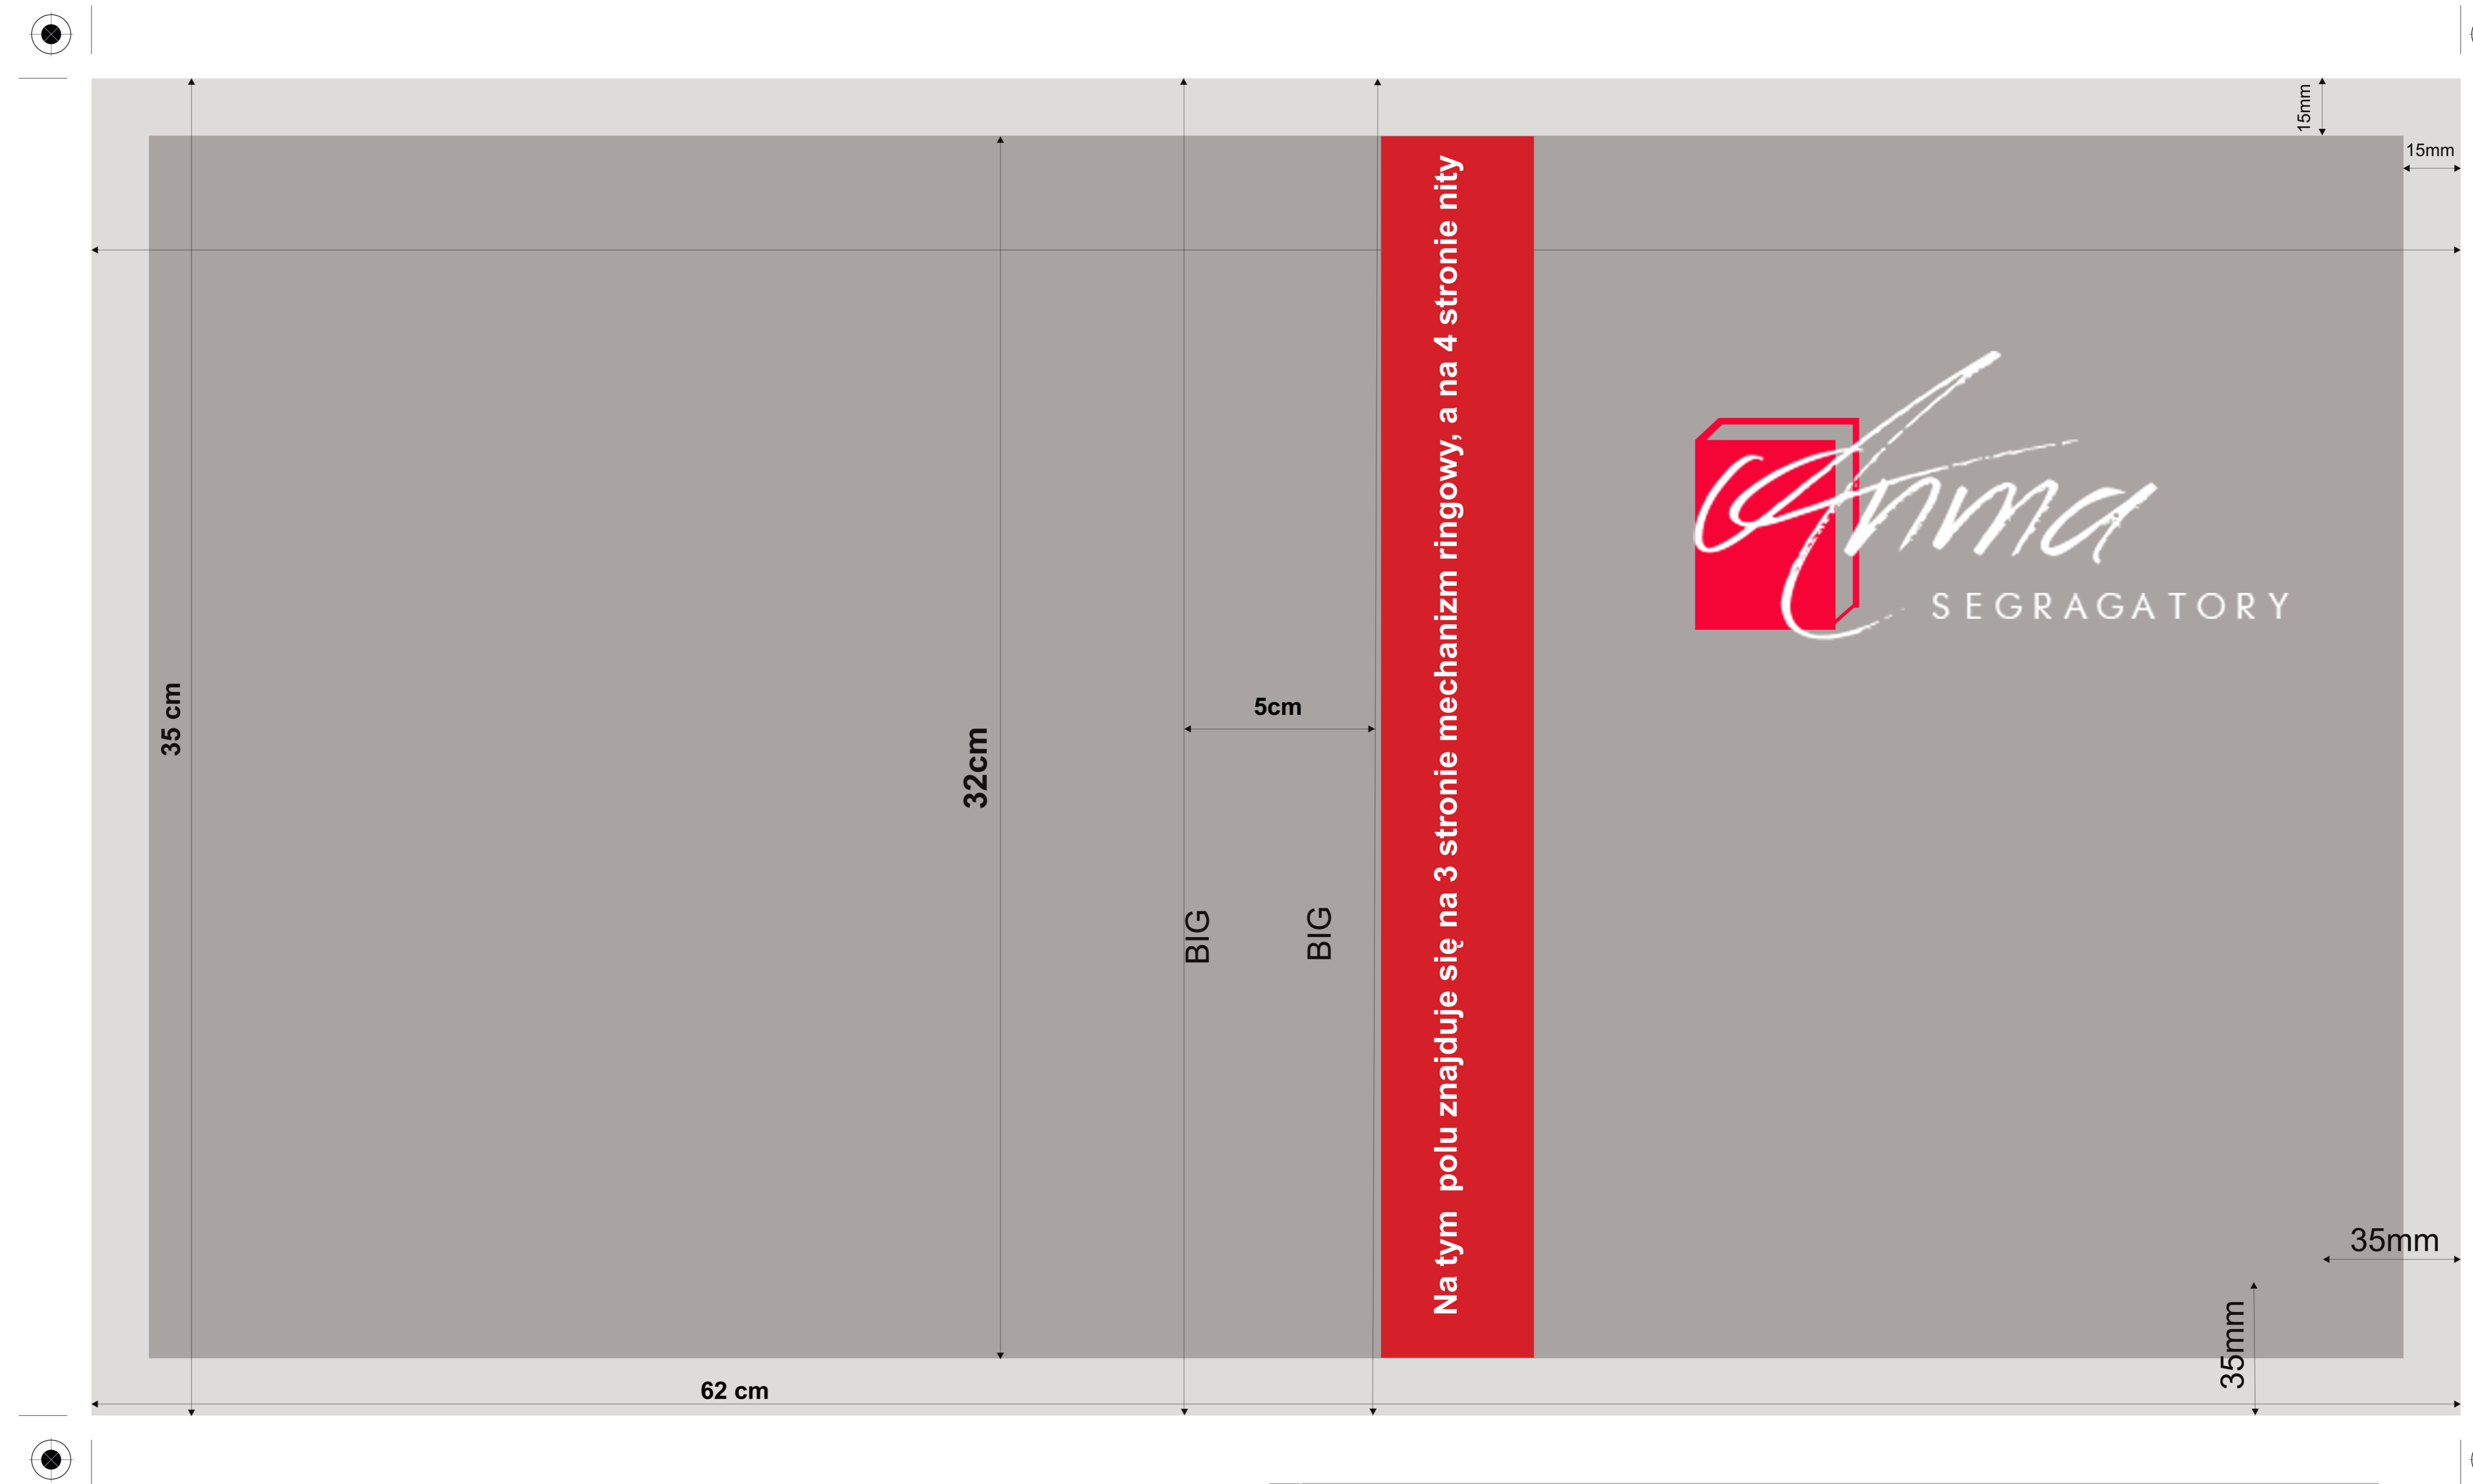 15mm
15mm
Na tym polu znajduje się na 3 stronie mechanizm ringowy, a na 4 stronie nity
SEGRAGATORY
35 cm
32cm
5cm
BIG
BIG
35mm
35mm
62 cm